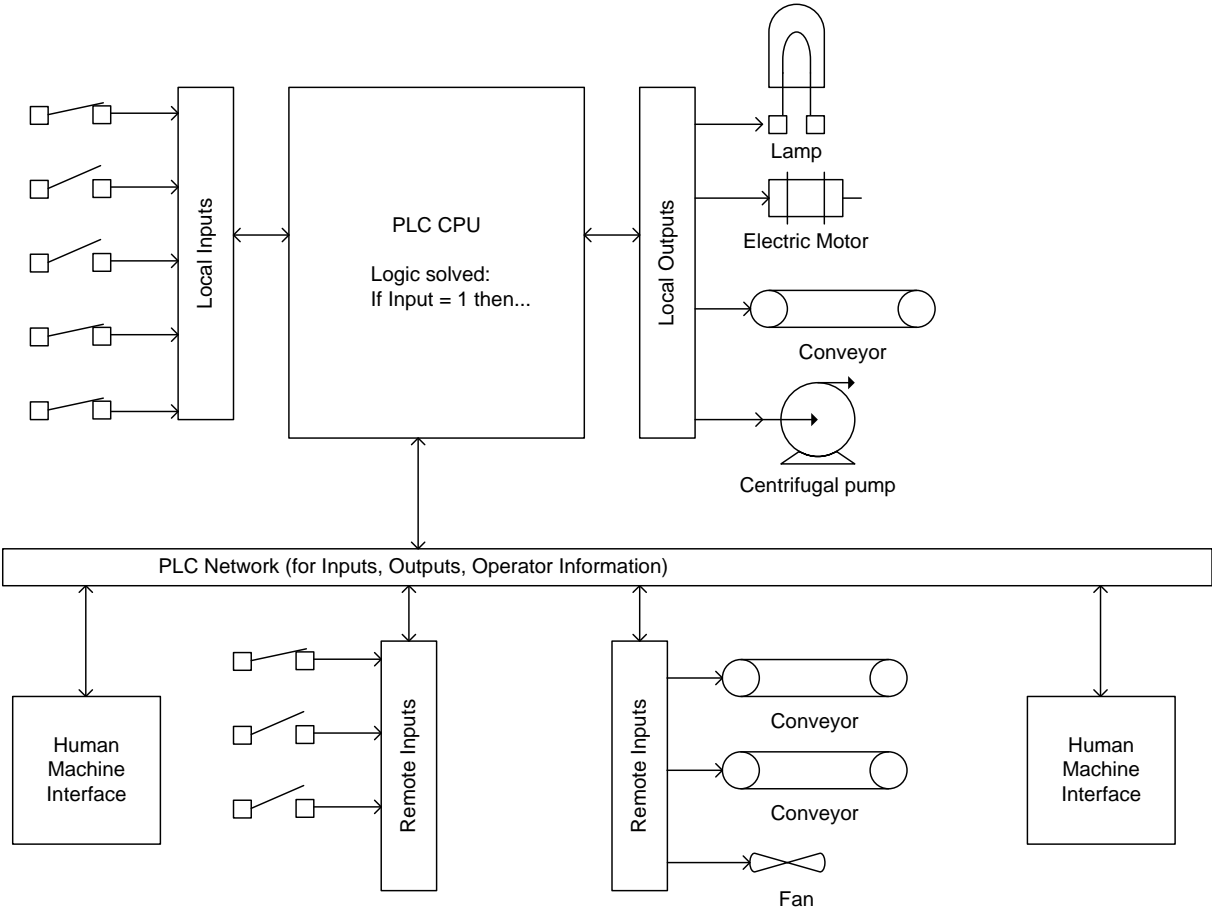 Lamp
Electric Motor
Conveyor
Centrifugal pump
Local Inputs
PLC CPU
Logic solved:
If Input = 1 then...
Local Outputs
PLC Network (for Inputs, Outputs, Operator Information)
Human
Machine
Interface
Remote Inputs
Remote Inputs
Conveyor
Conveyor
Fan
Human
Machine
Interface